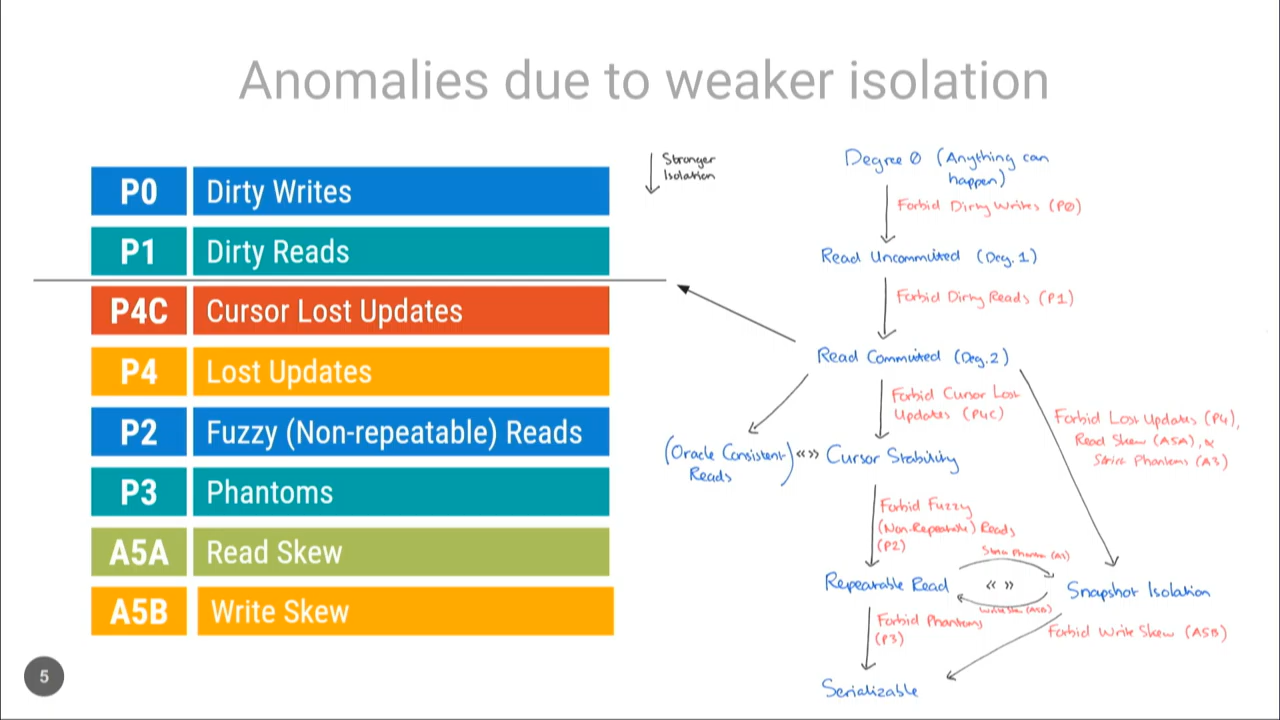 Anomalies due to weaker isolation
P0 Dirty Writes
P1 Dirty Reads
P4C Cursor Lost Updates
P4 Lost Updates
P2 Fuzzy (Non-repeatable) Reads
P3 Phantoms
A5A Read Skew
A5B Write Skew
5
Stronger
Isolation
Degree 0 (Anything can
happen)
Forbid Dirty Writes (P0)
Read Uncommitted (Deg. 1)
Forbid Dirty Reads (P1)
Read Committed (Deg. 2)
Forbid Cursor Lost
Updates (P4C)
Forbid Lost Updates (P4),
Read Skew (A5A), &
Strict Phantoms (A3)
(Oracle Consistent
Reads)
«»
Cursor Stability
Forbid Fuzzy
(Non-Repeatable) Reads
(P2)
Repeatable Read
« »
Snapshot Isolation
Write Skew (A5B)
Forbid Phantoms
(P3)
Forbid Write Skew (A5B)
Serializable